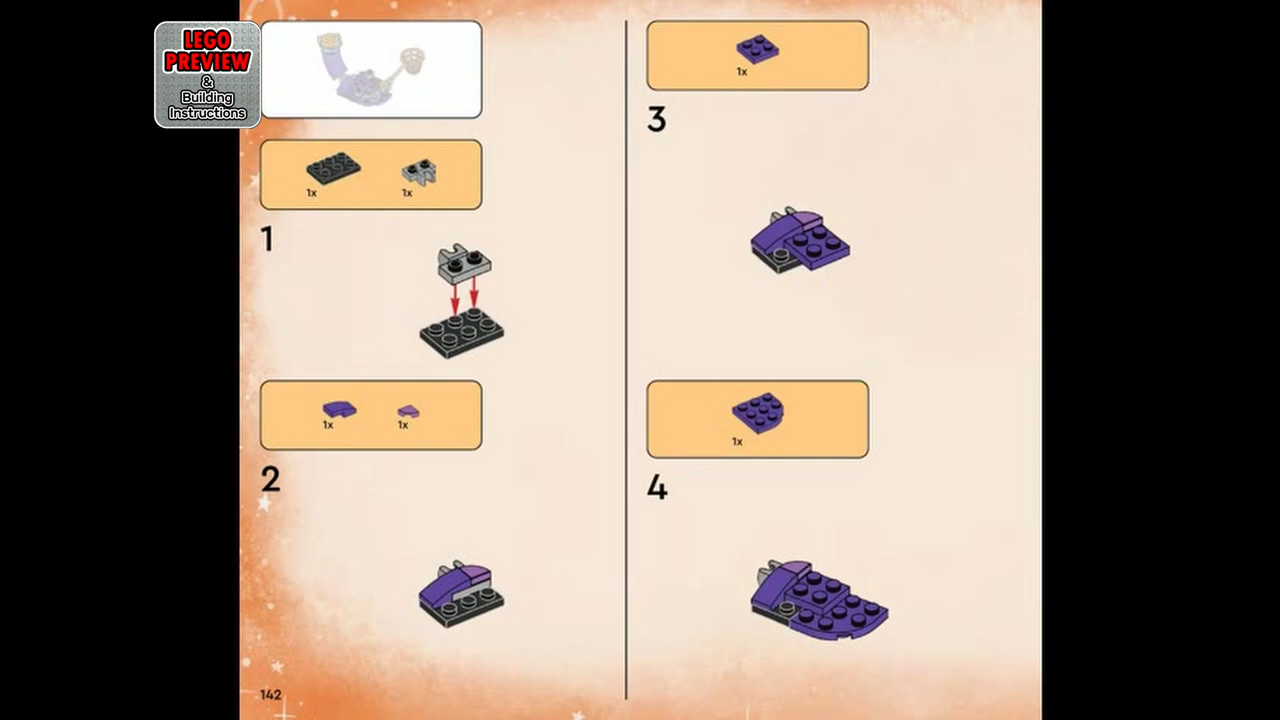 LEGO
PREVIEW
&
Building
Instructions
1x 1x
1
1x 1x
2
142
1x
3
1x
4